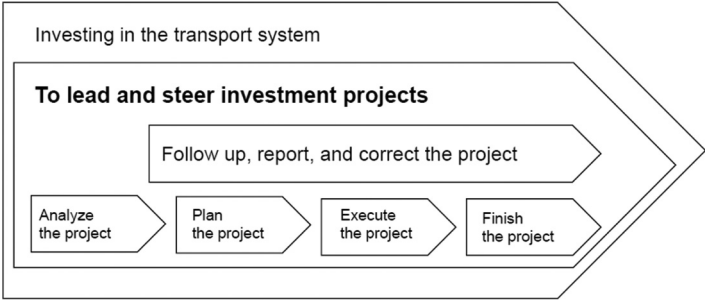 Investing in the transport system
To lead and steer investment projects
Follow up, report, and correct the project
Analyze
the project
Plan
the project
Execute
the project
Finish
the project